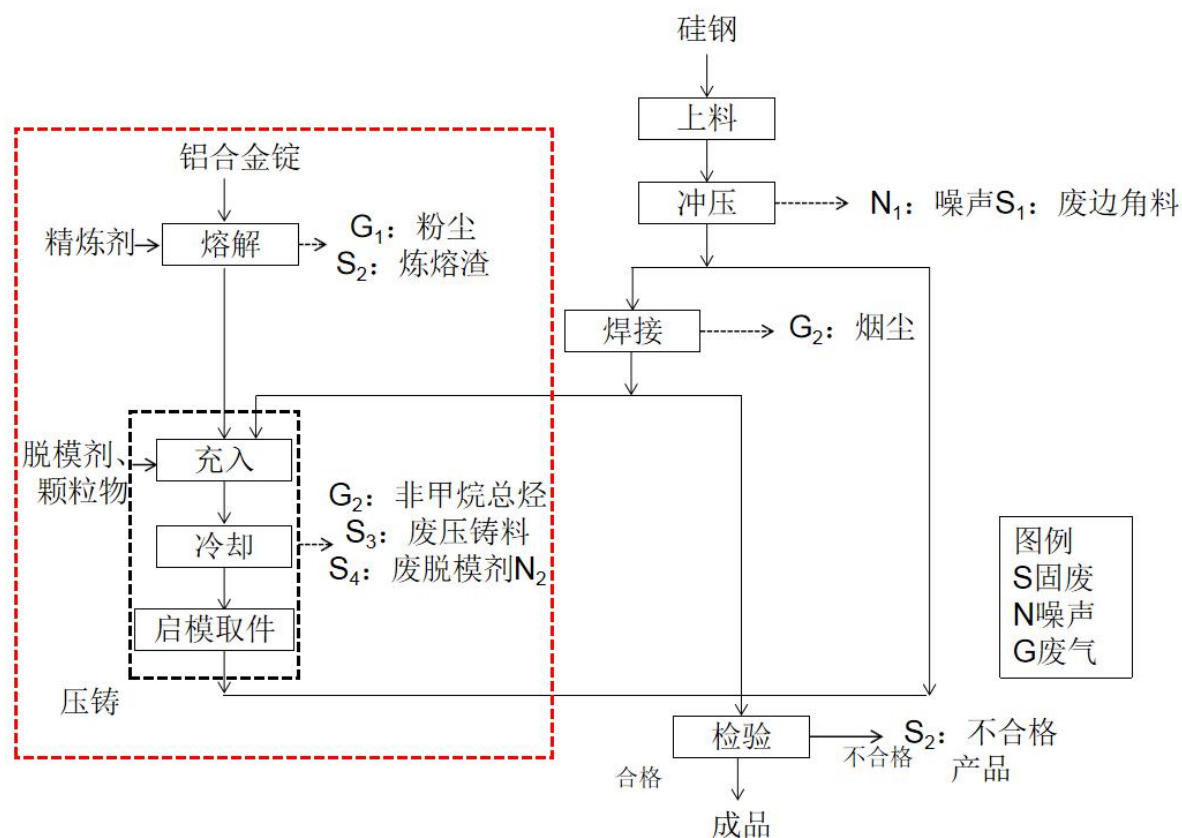 硅钢
上料
冲压
N₁：噪声S₁：废边角料
铝合金锭
精炼剂
熔解
G₁：粉尘
S₂：炼熔渣
焊接
G₂：烟尘
脱模剂、
颗粒物
充入
冷却
启模取件
G₂：非甲烷总烃
S₃：废压铸料
S₄：废脱模剂N₂
压铸
图例
S固废
N噪声
G废气
检验
不合格
S₂：不合格
产品
合格
成品